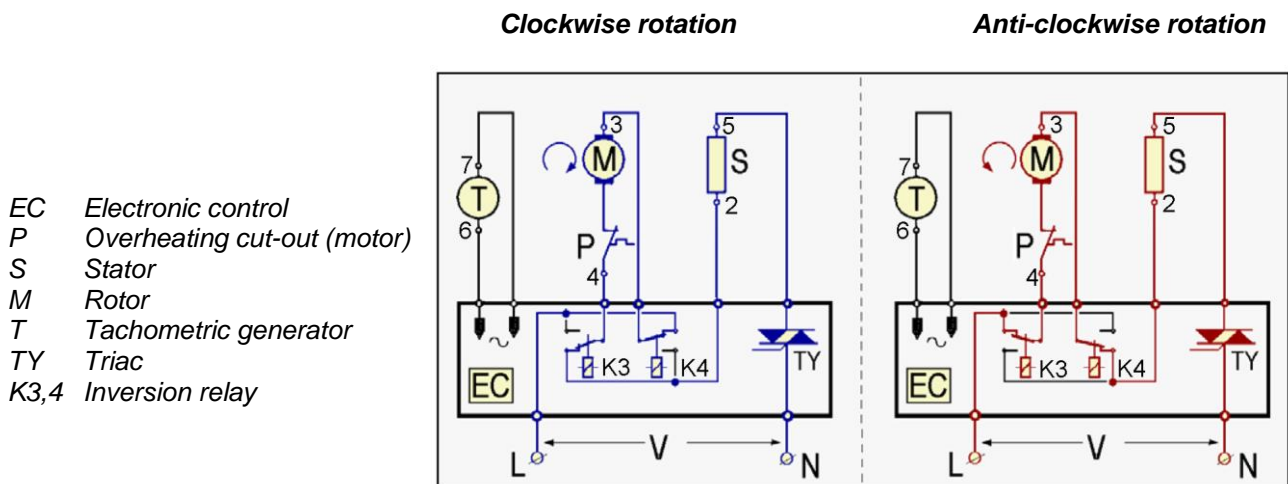 Clockwise rotation
Anti-clockwise rotation
EC Electronic control
P Overheating cut-out (motor)
S Stator
M Rotor
T Tachometric generator
TY Triac
K3,4 Inversion relay
3
5
7
M
S
T
2
6
P
4
K3
K4
TY
EC
V
L
N
3
5
7
M
S
T
2
6
P
4
K3
K4
TY
EC
V
L
N